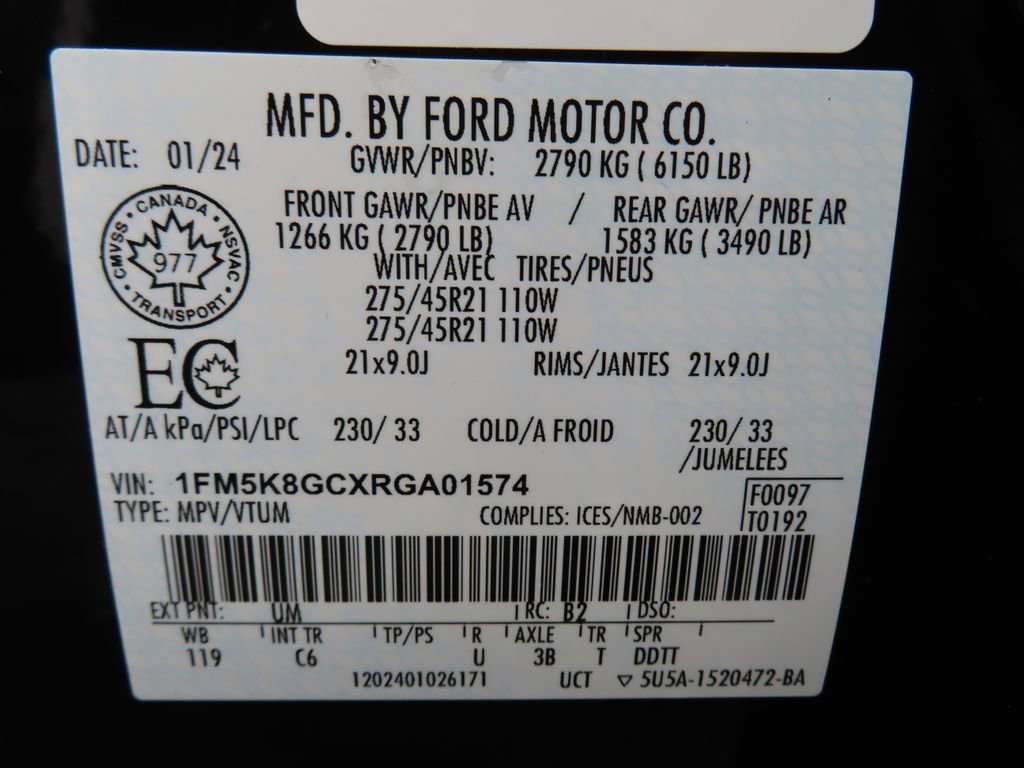 MFD. BY FORD MOTOR CO.
DATE: 01/24
GVWR/PNBV: 2790 KG ( 6150 LB)
FRONT GAWR/PNBE AV / REAR GAWR/ PNBE AR
1266 KG ( 2790 LB) 1583 KG ( 3490 LB)
WITH/AVEC TIRES/PNEUS
275/45R21 110W
275/45R21 110W
21x9.0J RIMS/JANTES 21x9.0J
CANADA
CMVSS 977 NSVAC
TRANSPORT
EC
AT/A kPa/PSI/LPC 230/ 33 COLD/A FROID 230/ 33
/JUMELEES
VIN: 1FM5K8GCXRGA01574
F0097
TYPE: MPV/VTUM COMPLIES: ICES/NMB-002 T0192
EXT PNT: UM RC: B2 DSO:
WB INT TR TP/PS R AXLE TR SPR
119 C6 U 3B T DDTT
1202401026171 UCT ▽ 5U5A-1520472-BA